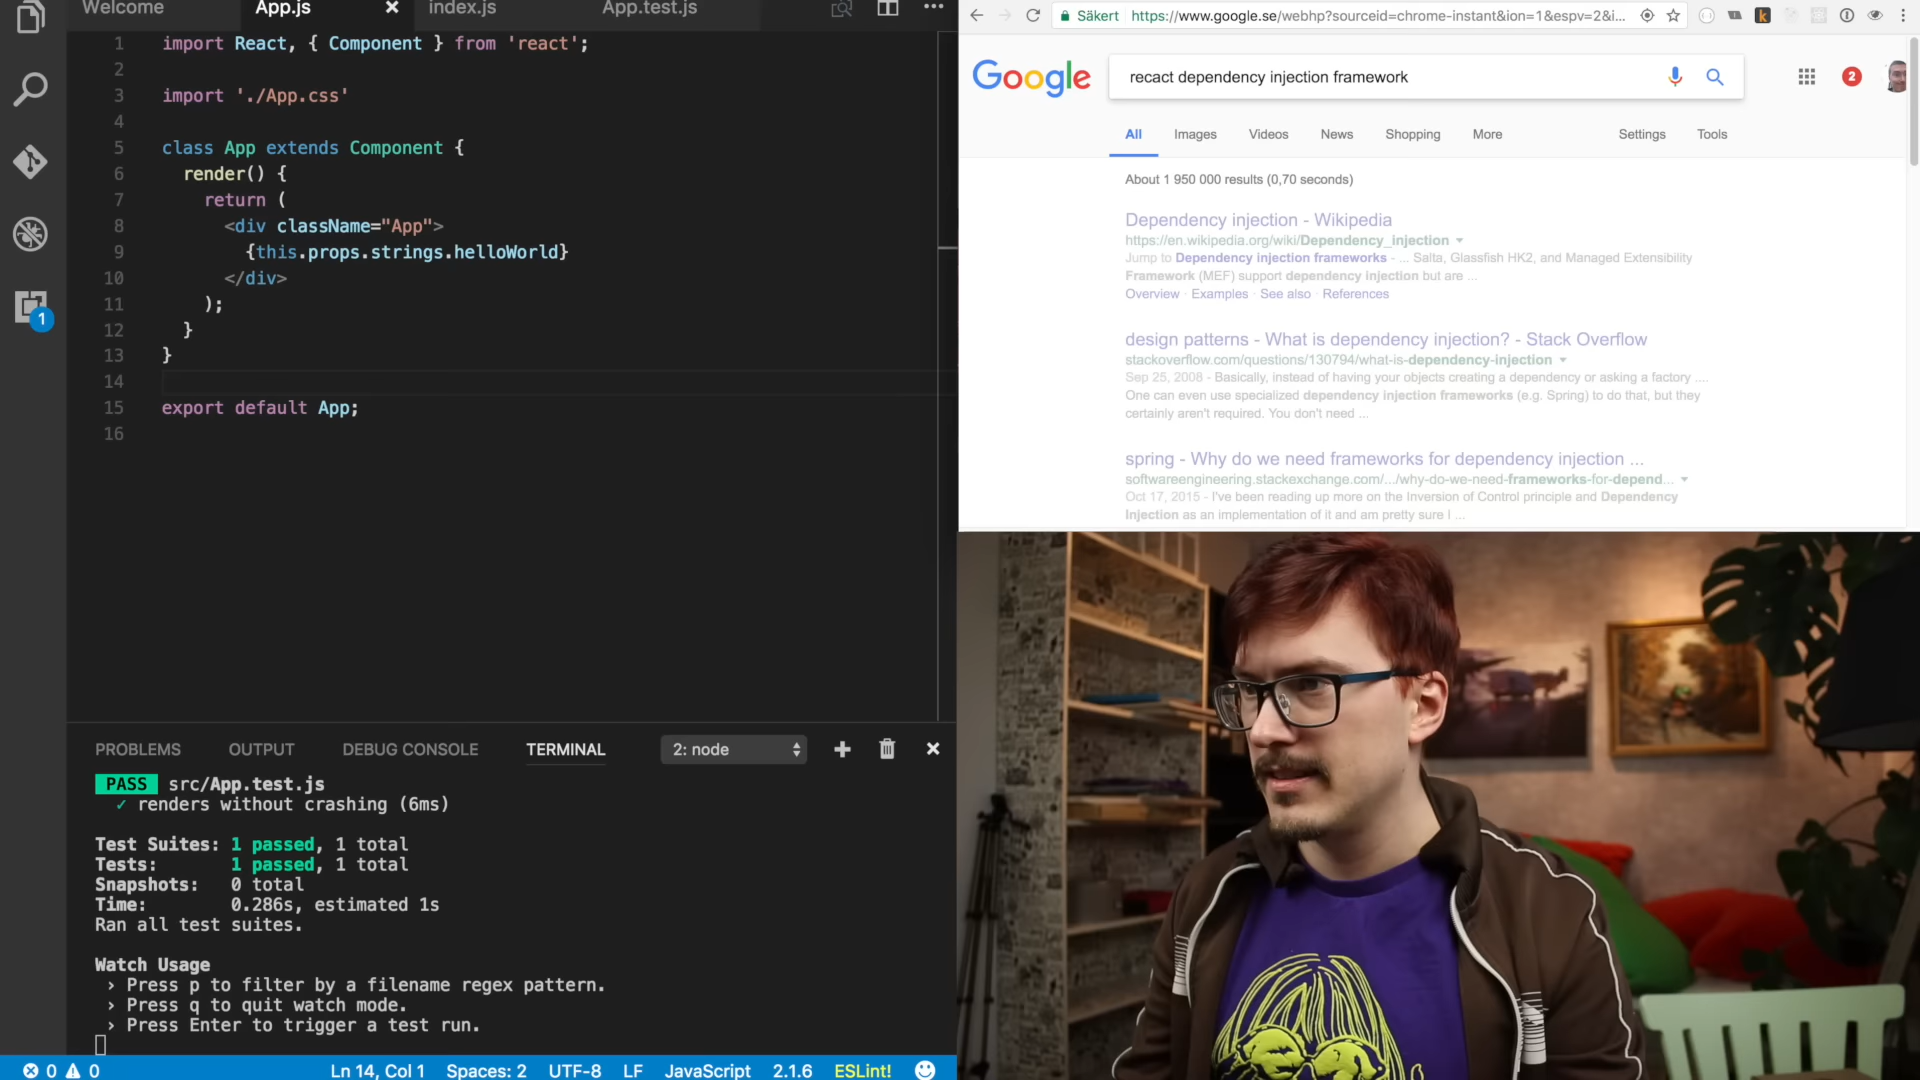 Welcome
App.js
index.js
App.test.js
1 import React, { Component } from 'react';
2
3 import './App.css'
4
5 class App extends Component {
6 render() {
7 return (
8 <div className="App">
9 {this.props.strings.helloWorld}
10 </div>
11 );
12 }
13 }
14
15 export default App;
16
1
PROBLEMS
OUTPUT
DEBUG CONSOLE
TERMINAL
2: node
PASS src/App.test.js
✓ renders without crashing (6ms)
Test Suites: 1 passed, 1 total
Tests: 1 passed, 1 total
Snapshots: 0 total
Time: 0.286s, estimated 1s
Ran all test suites.
Watch Usage
› Press p to filter by a filename regex pattern.
› Press q to quit watch mode.
› Press Enter to trigger a test run.
0 0
Ln 14, Col 1
Spaces: 2
UTF-8
LF
JavaScript
2.1.6
ESLint!
Säkert
https://www.google.se/webhp?sourceid=chrome-instant&ion=1&espv=2&i...
k
Google
recact dependency injection framework
2
All
Images
Videos
News
Shopping
More
Settings
Tools
About 1 950 000 results (0,70 seconds)
Dependency injection - Wikipedia
https://en.wikipedia.org/wiki/Dependency_injection
Jump to Dependency injection frameworks - ... Salta, Glassfish HK2, and Managed Extensibility
Framework (MEF) support dependency injection but are ...
Overview · Examples · See also · References
design patterns - What is dependency injection? - Stack Overflow
stackoverflow.com/questions/130794/what-is-dependency-injection
Sep 25, 2008 - Basically, instead of having your objects creating a dependency or asking a factory ....
One can even use specialized dependency injection frameworks (e.g. Spring) to do that, but they
certainly aren't required. You don't need ...
spring - Why do we need frameworks for dependency injection ...
softwareengineering.stackexchange.com/.../why-do-we-need-frameworks-for-depend...
Oct 17, 2015 - I've been reading up more on the Inversion of Control principle and Dependency
Injection as an implementation of it and am pretty sure I ...